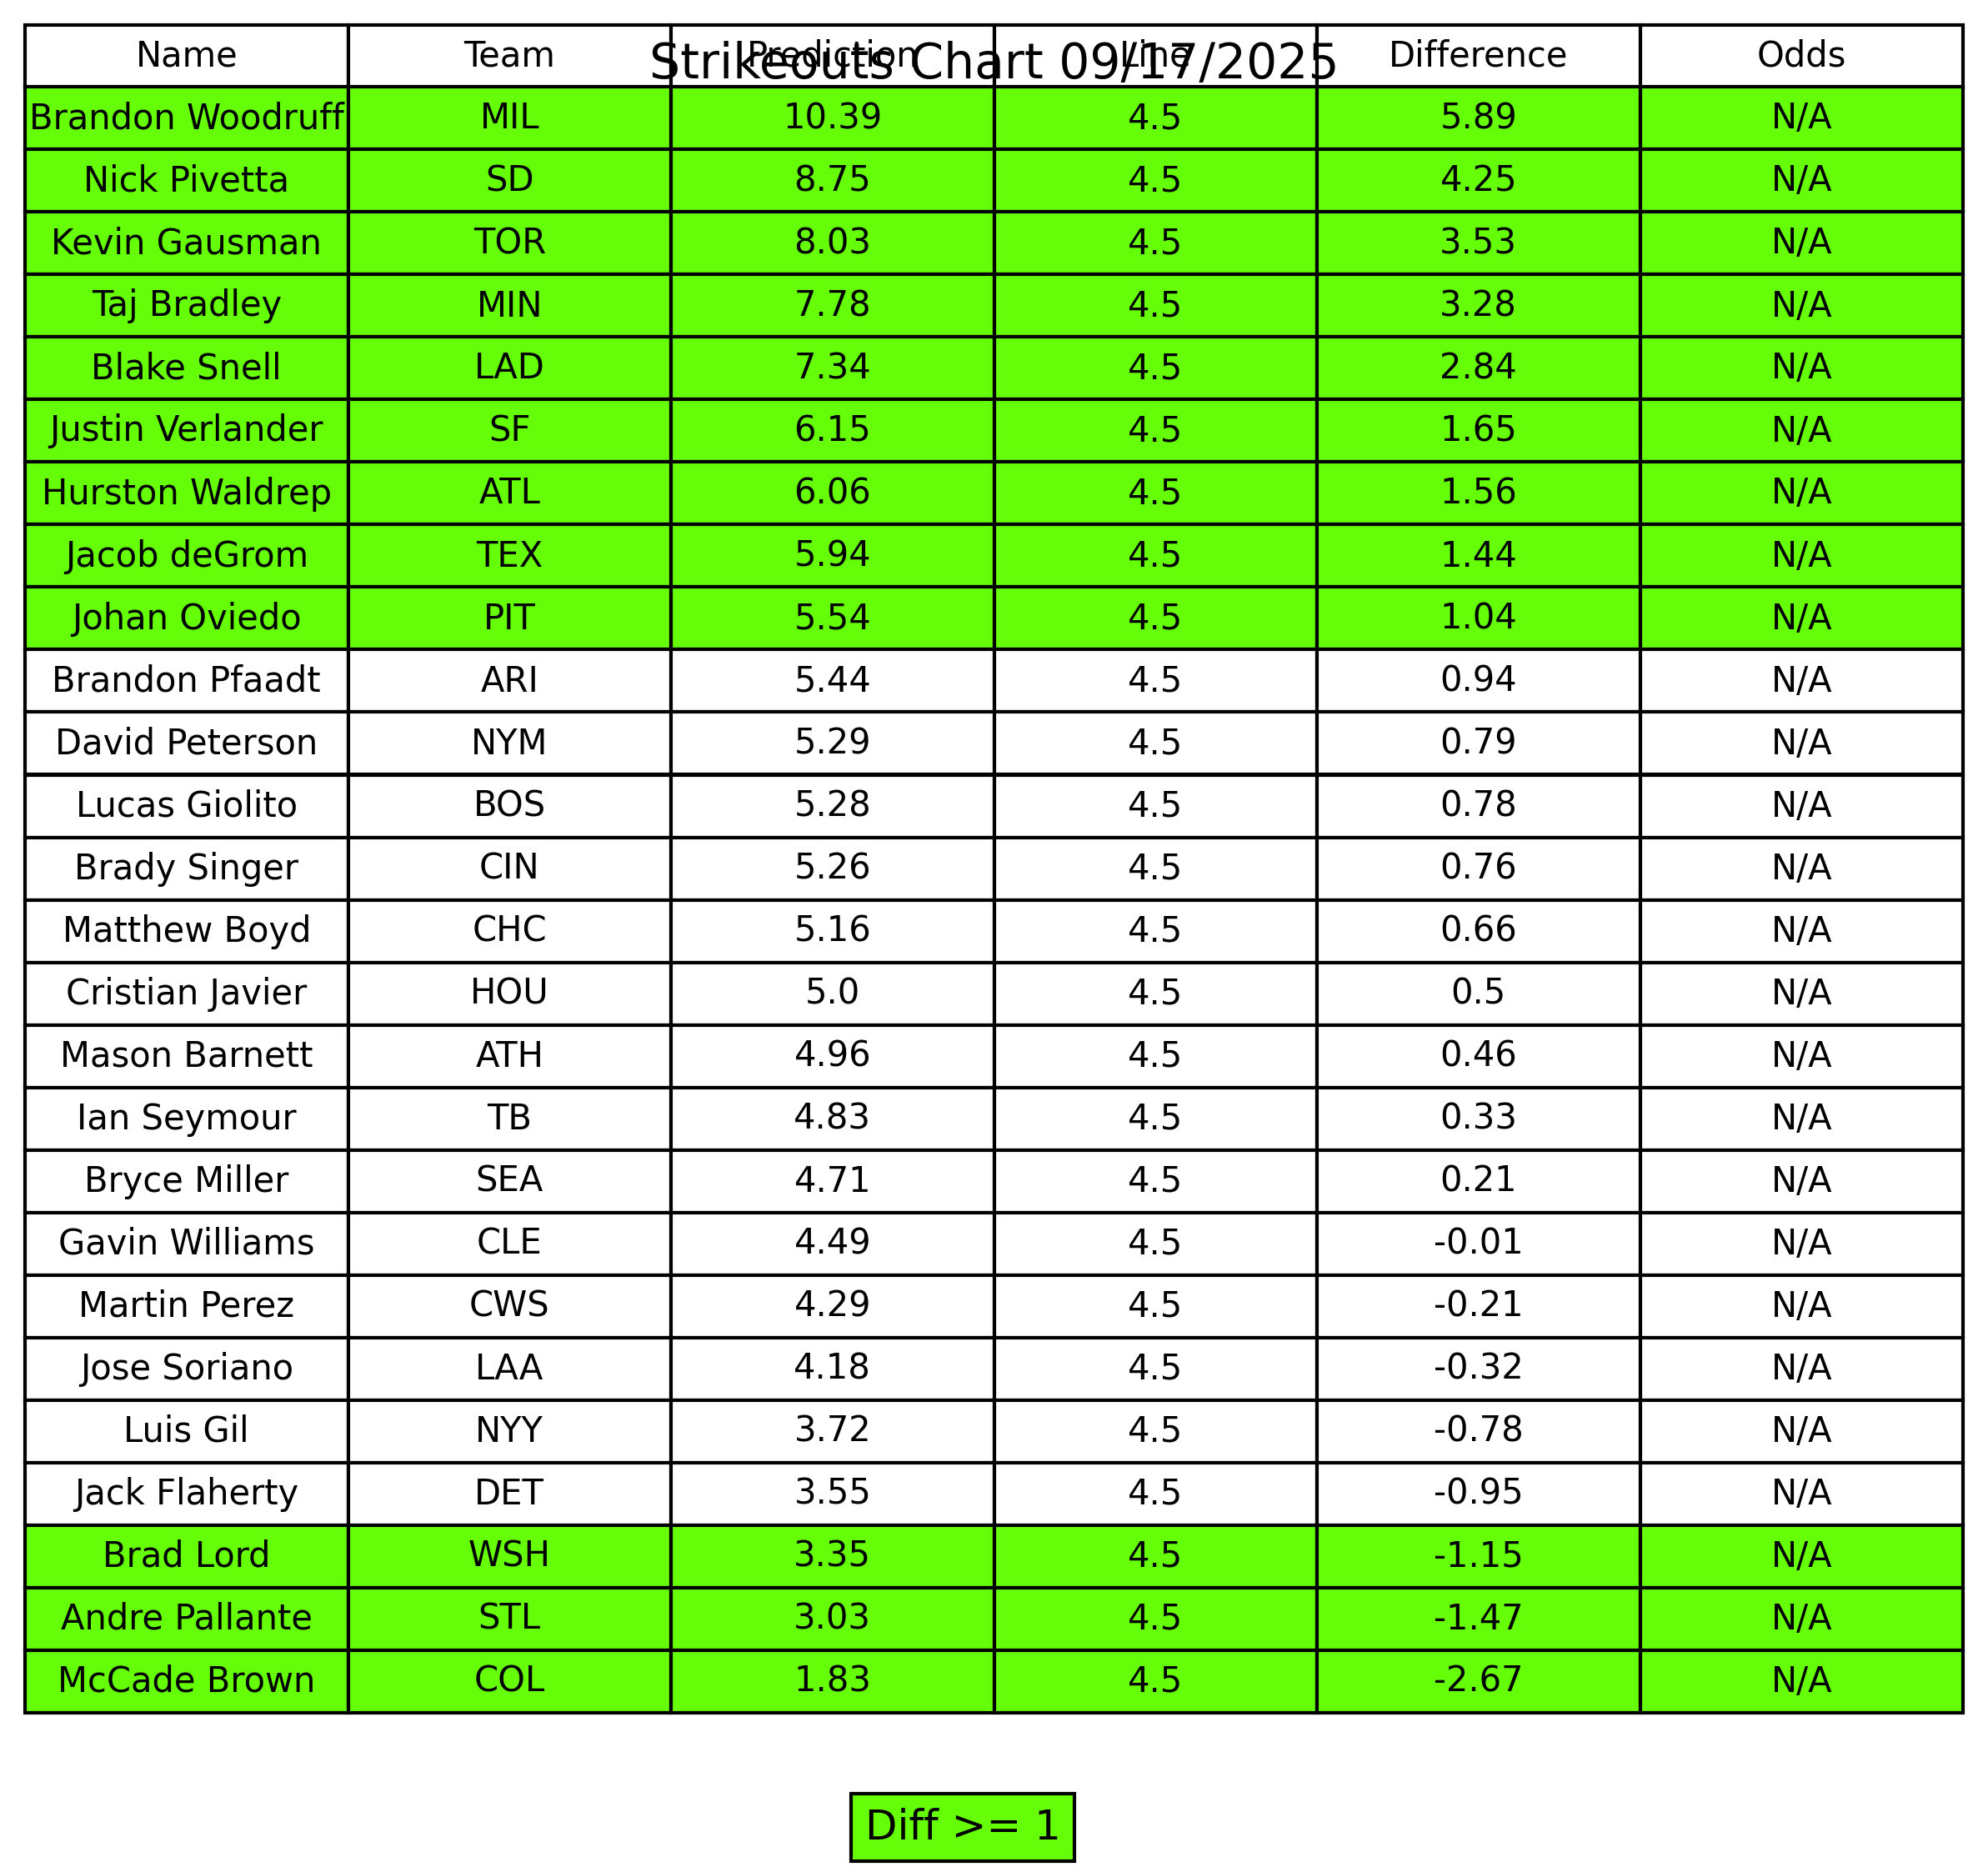 Strikeouts Chart 09/17/2025
Name Team Prediction Line Difference Odds
Brandon Woodruff MIL 10.39 4.5 5.89 N/A
Nick Pivetta SD 8.75 4.5 4.25 N/A
Kevin Gausman TOR 8.03 4.5 3.53 N/A
Taj Bradley MIN 7.78 4.5 3.28 N/A
Blake Snell LAD 7.34 4.5 2.84 N/A
Justin Verlander SF 6.15 4.5 1.65 N/A
Hurston Waldrep ATL 6.06 4.5 1.56 N/A
Jacob deGrom TEX 5.94 4.5 1.44 N/A
Johan Oviedo PIT 5.54 4.5 1.04 N/A
Brandon Pfaadt ARI 5.44 4.5 0.94 N/A
David Peterson NYM 5.29 4.5 0.79 N/A
Lucas Giolito BOS 5.28 4.5 0.78 N/A
Brady Singer CIN 5.26 4.5 0.76 N/A
Matthew Boyd CHC 5.16 4.5 0.66 N/A
Cristian Javier HOU 5.0 4.5 0.5 N/A
Mason Barnett ATH 4.96 4.5 0.46 N/A
Ian Seymour TB 4.83 4.5 0.33 N/A
Bryce Miller SEA 4.71 4.5 0.21 N/A
Gavin Williams CLE 4.49 4.5 -0.01 N/A
Martin Perez CWS 4.29 4.5 -0.21 N/A
Jose Soriano LAA 4.18 4.5 -0.32 N/A
Luis Gil NYY 3.72 4.5 -0.78 N/A
Jack Flaherty DET 3.55 4.5 -0.95 N/A
Brad Lord WSH 3.35 4.5 -1.15 N/A
Andre Pallante STL 3.03 4.5 -1.47 N/A
McCade Brown COL 1.83 4.5 -2.67 N/A
Diff >= 1